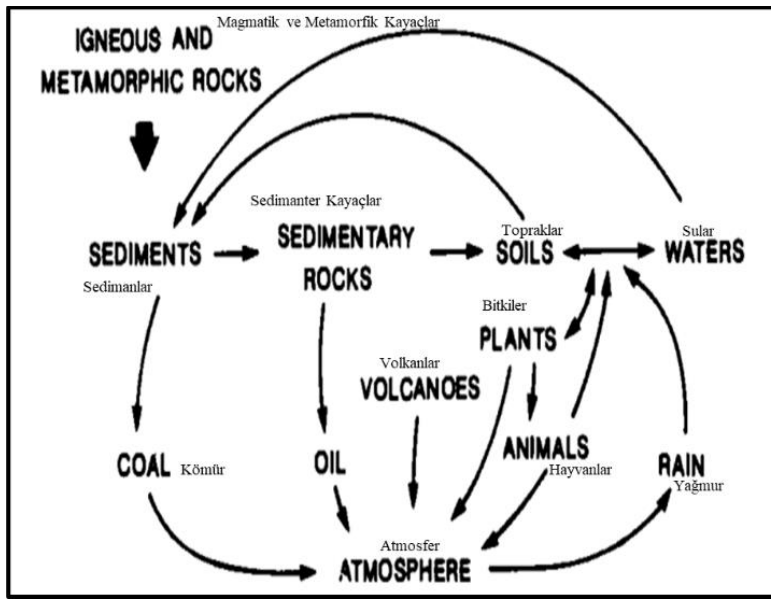 Magmatik ve Metamorfik Kayaçlar
IGNEOUS AND
METAMORPHIC ROCKS
Sedimanter Kayaçlar
Topraklar
Sular
SEDIMENTS
SEDIMENTARY
ROCKS
SOILS
WATERS
Sedimanlar
Bitkiler
PLANTS
Volkanlar
VOLCANOES
COAL Kömür
OIL
ANIMALS
Hayvanlar
RAIN
Yağmur
Atmosfer
ATMOSPHERE